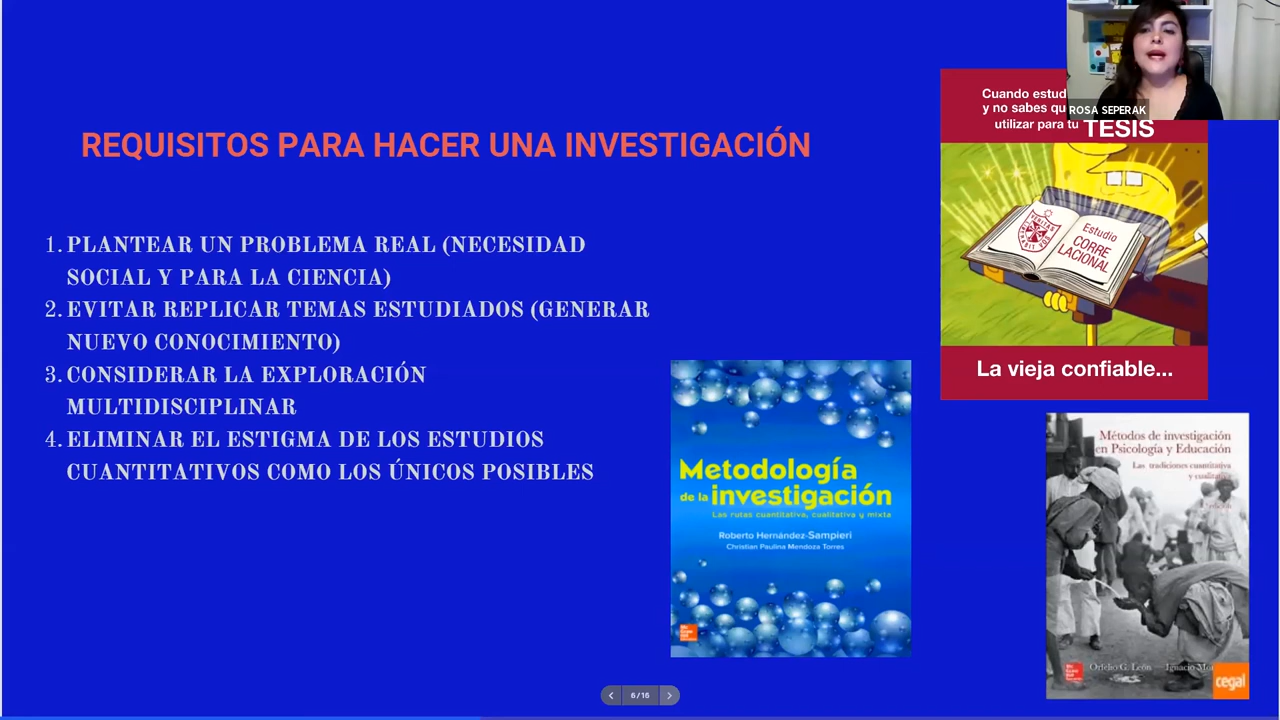 REQUISITOS PARA HACER UNA INVESTIGACIÓN
1. PLANTEAR UN PROBLEMA REAL (NECESIDAD
SOCIAL Y PARA LA CIENCIA)
2. EVITAR REPLICAR TEMAS ESTUDIADOS (GENERAR
NUEVO CONOCIMIENTO)
3. CONSIDERAR LA EXPLORACIÓN
MULTIDISCIPLINAR
4. ELIMINAR EL ESTIGMA DE LOS ESTUDIOS
CUANTITATIVOS COMO LOS ÚNICOS POSIBLES
ROSA SEPERAK
Cuando estud
y no sabes qu
utilizar para tu TESIS
Estudio
CORRE
LACIONAL
La vieja confiable...
Metodología
de la investigación
Las rutas cuantitativa, cualitativa y mixta
Roberto Hernández-Sampieri
Christian Paulina Mendoza Torres
Métodos de investigación
en Psicología y Educación
Las tradiciones cuantitativa
y cualitativa
Orfelio G. León Ignacio Mo
cegal
6/16